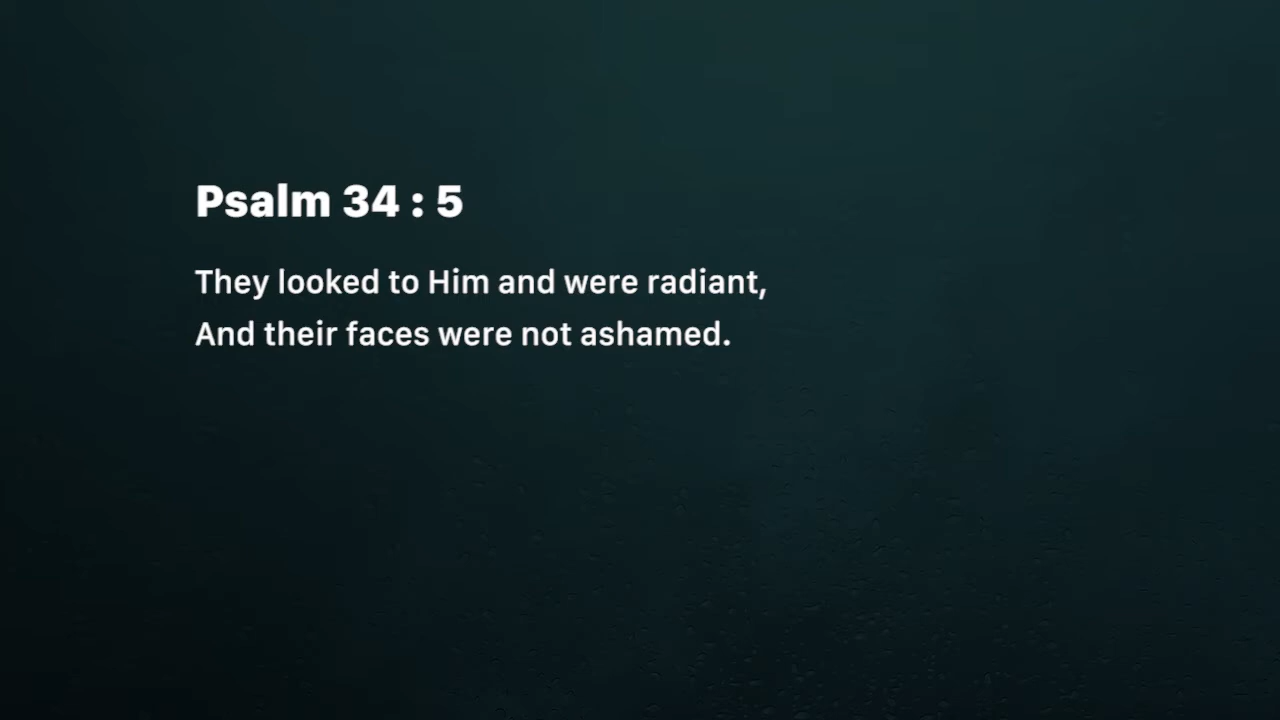 Psalm 34 : 5
They looked to Him and were radiant,
And their faces were not ashamed.